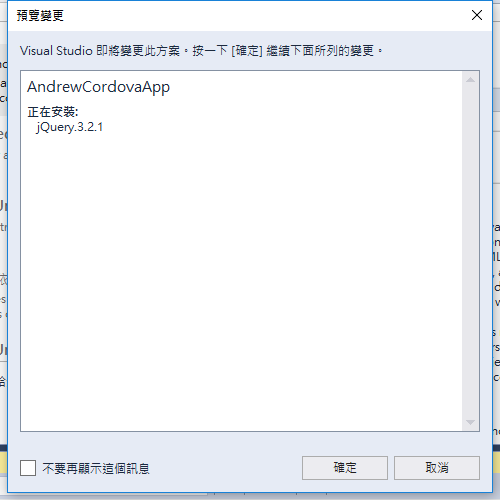 預覽變更
Visual Studio 即將變更此方案。按一下 [確定] 繼續下面所列的變更。
AndrewCordovaApp
正在安裝:
jQuery.3.2.1
不要再顯示這個訊息
確定
取消